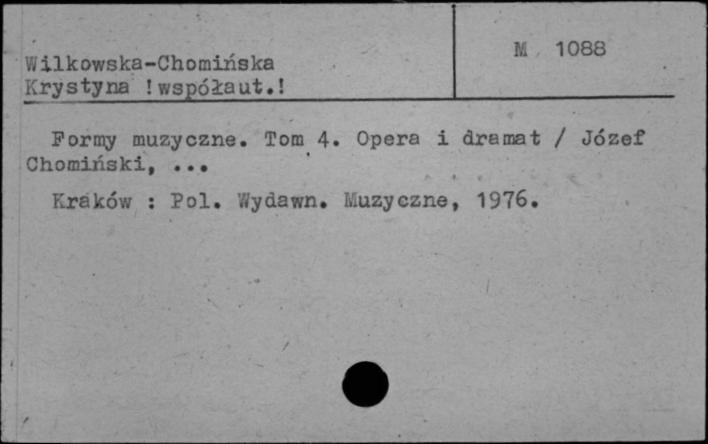 M 1088
Wilkowska-Chomińska
Krystyna !współaut.!
Formy muzyczne. Tom 4. Opera i dramat / Józef
Chomiński, ...
Kraków : Pol. Wydawn. Muzyczne, 1976.